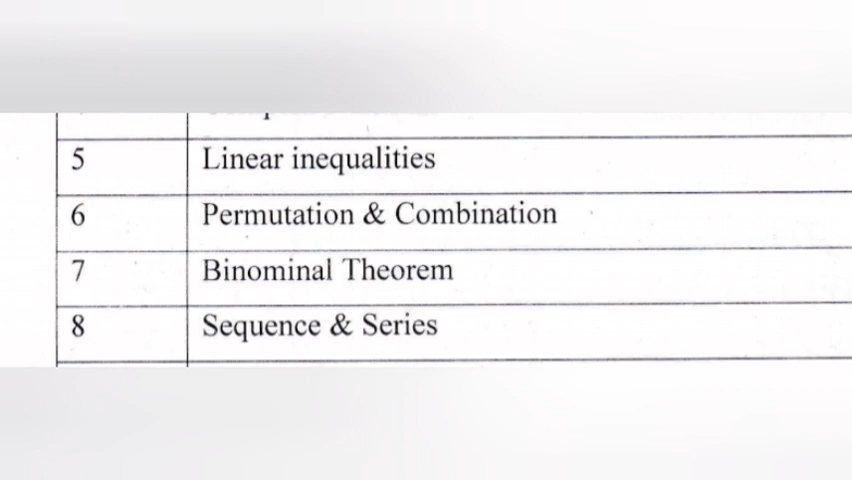 5 Linear inequalities
6 Permutation & Combination
7 Binominal Theorem
8 Sequence & Series